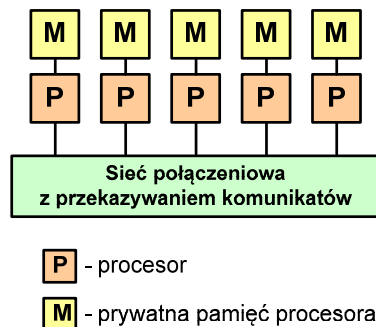 M M M M M
P P P P P
Sieć połączeniowa
z przekazywaniem komunikatów
P - procesor
M - prywatna pamięć procesora